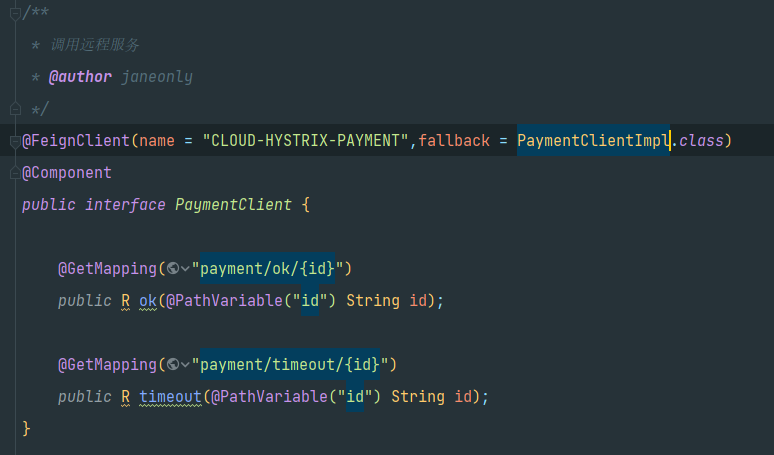 /**
 * 调用远程服务
 * @author janeonly
 */
@FeignClient(name = "CLOUD-HYSTRIX-PAYMENT",fallback = PaymentClientImpl.class)
@Component
public interface PaymentClient {
@GetMapping("payment/ok/{id}")
public R ok(@PathVariable("id") String id);
@GetMapping("payment/timeout/{id}")
public R timeout(@PathVariable("id") String id);
}